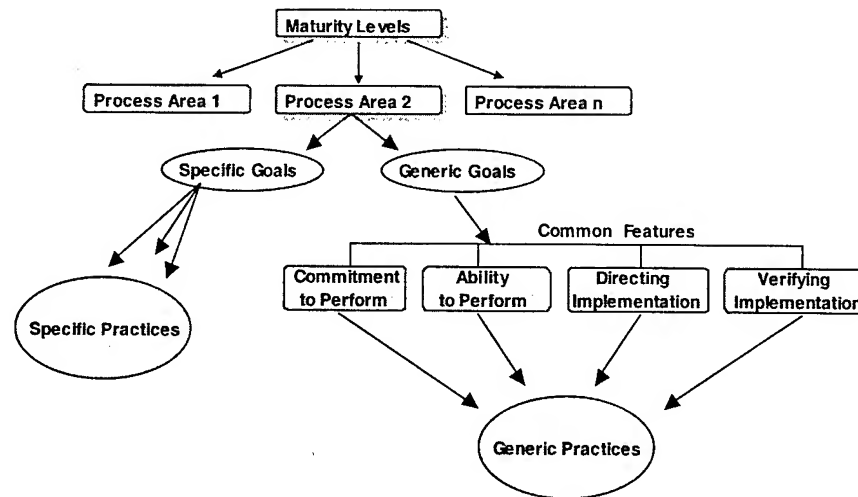 Maturity Levels
Process Area 1
Process Area 2
Process Area n
Specific Goals
Generic Goals
Common Features
Commitment
to Perform
Ability
to Perform
Directing
Implementation
Verifying
Implementation
Specific Practices
Generic Practices